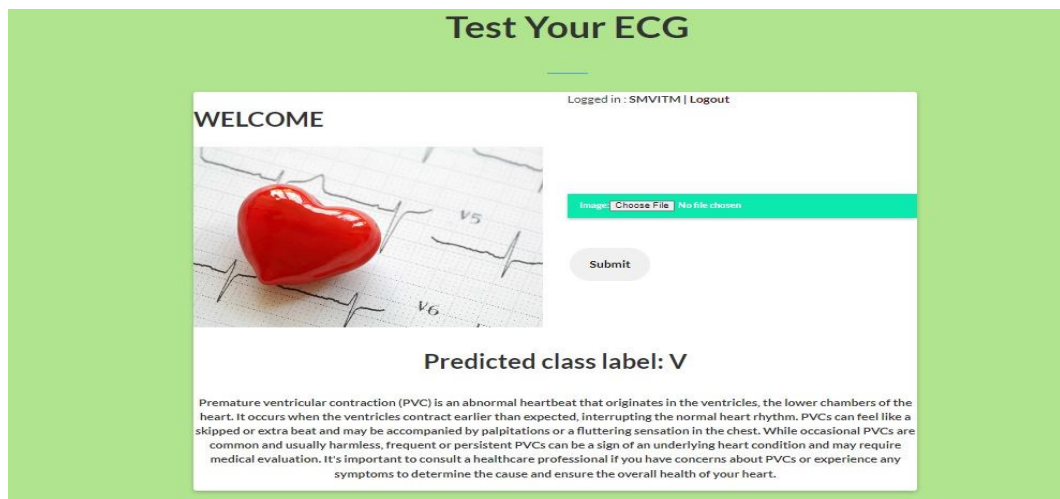 Test Your ECG
Logged in : SMVITM | Logout
WELCOME
V5
V6
Image: Choose File No file chosen
Submit
Predicted class label: V
Premature ventricular contraction (PVC) is an abnormal heartbeat that originates in the ventricles, the lower chambers of the
heart. It occurs when the ventricles contract earlier than expected, interrupting the normal heart rhythm. PVCs can feel like a
skipped or extra beat and may be accompanied by palpitations or a fluttering sensation in the chest. While occasional PVCs are
common and usually harmless, frequent or persistent PVCs can be a sign of an underlying heart condition and may require
medical evaluation. It's important to consult a healthcare professional if you have concerns about PVCs or experience any
symptoms to determine the cause and ensure the overall health of your heart.